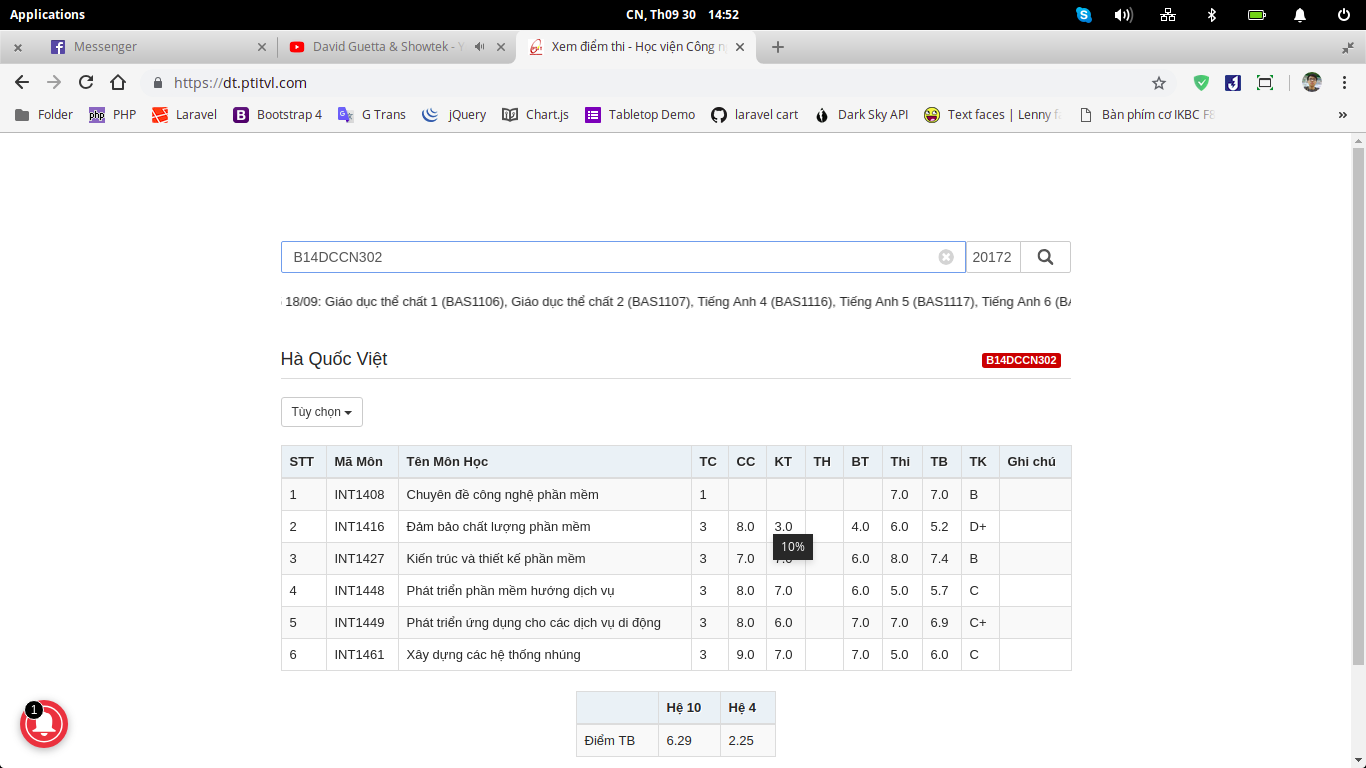 Applications CN, Th09 30 14:52
Messenger David Guetta & Showtek - Xem điểm thi - Học viện Công
https://dt.ptitvl.com
Folder PHP Laravel Bootstrap 4 G Trans jQuery Chart.js Tabletop Demo laravel cart Dark Sky API Text faces | Lenny Bàn phím cơ IKBC »
B14DCCN302 20172
18/09: Giáo dục thể chất 1 (BAS1106), Giáo dục thể chất 2 (BAS1107), Tiếng Anh 4 (BAS1116), Tiếng Anh 5 (BAS1117), Tiếng Anh 6
Hà Quốc Việt B14DCCN302
Tùy chọn
STT Mã Môn Tên Môn Học TC CC KT TH BT Thi TB TK Ghi chú
1 INT1408 Chuyên đề công nghệ phần mềm 1 7.0 7.0 B
2 INT1416 Đảm bảo chất lượng phần mềm 3 8.0 3.0 4.0 6.0 5.2 D+
10%
3 INT1427 Kiến trúc và thiết kế phần mềm 3 7.0 6.0 8.0 7.4 B
4 INT1448 Phát triển phần mềm hướng dịch vụ 3 8.0 7.0 6.0 5.0 5.7 C
5 INT1449 Phát triển ứng dụng cho các dịch vụ di động 3 8.0 6.0 7.0 7.0 6.9 C+
6 INT1461 Xây dựng các hệ thống nhúng 3 9.0 7.0 7.0 5.0 6.0 C
Hệ 10 Hệ 4
Điểm TB 6.29 2.25
1